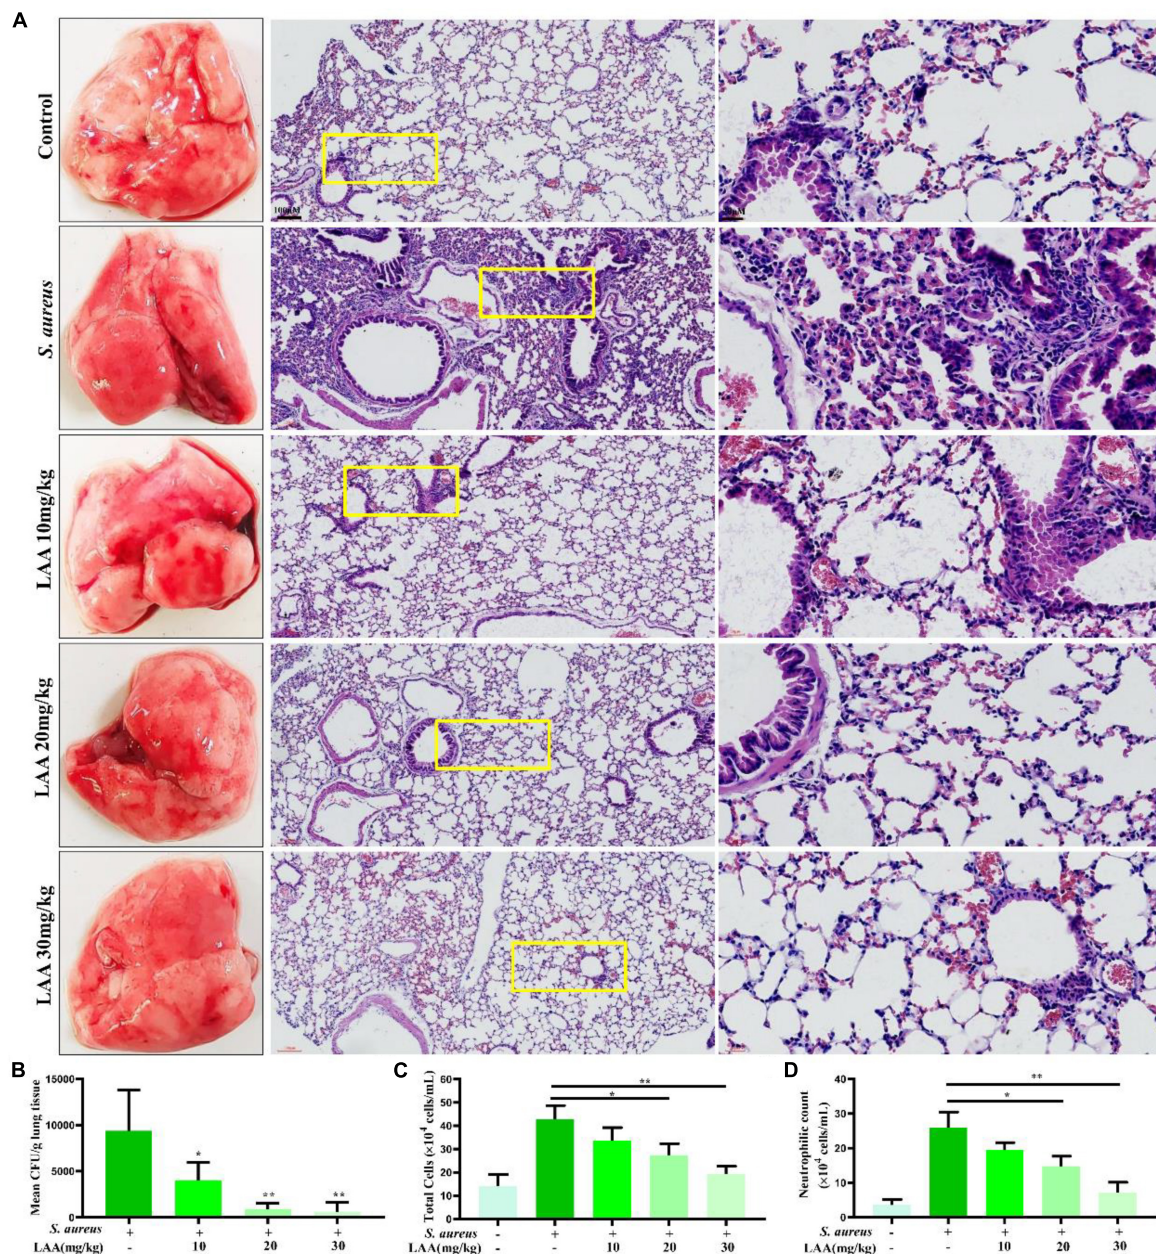 A
Control
100μM
S. aureus
LAA 10mg/kg
LAA 20mg/kg
LAA 30mg/kg
B
Mean CFU/g lung tissue
15000
10000
5000
0
*
**
**
S. aureus + + + +
LAA(mg/kg) - 10 20 30
C
Total Cells (×10⁴ cells/mL)
60
50
40
30
20
10
0
**
*
S. aureus - + + + +
LAA(mg/kg) - - 10 20 30
D
Neutrophilic count
(×10⁴ cells/mL)
40
30
20
10
0
**
*
S. aureus - + + + +
LAA(mg/kg) - - 10 20 30